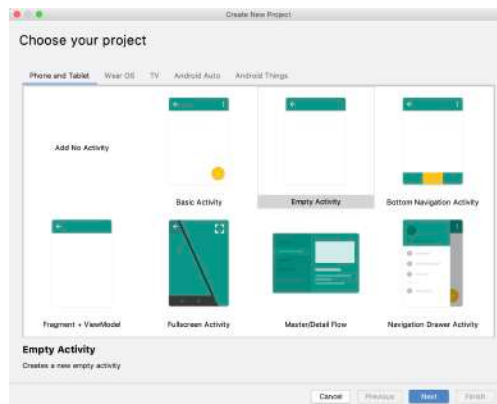 Create New Project
Choose your project
Phone and Tablet Wear OS TV Android Auto Android Things
Add No Activity
Basic Activity
Empty Activity
Bottom Navigation Activity
Fragment + ViewModel
Fullscreen Activity
Master/Detail Flow
Navigation Drawer Activity
Empty Activity
Creates a new empty activity
Cancel Previous Next Finish